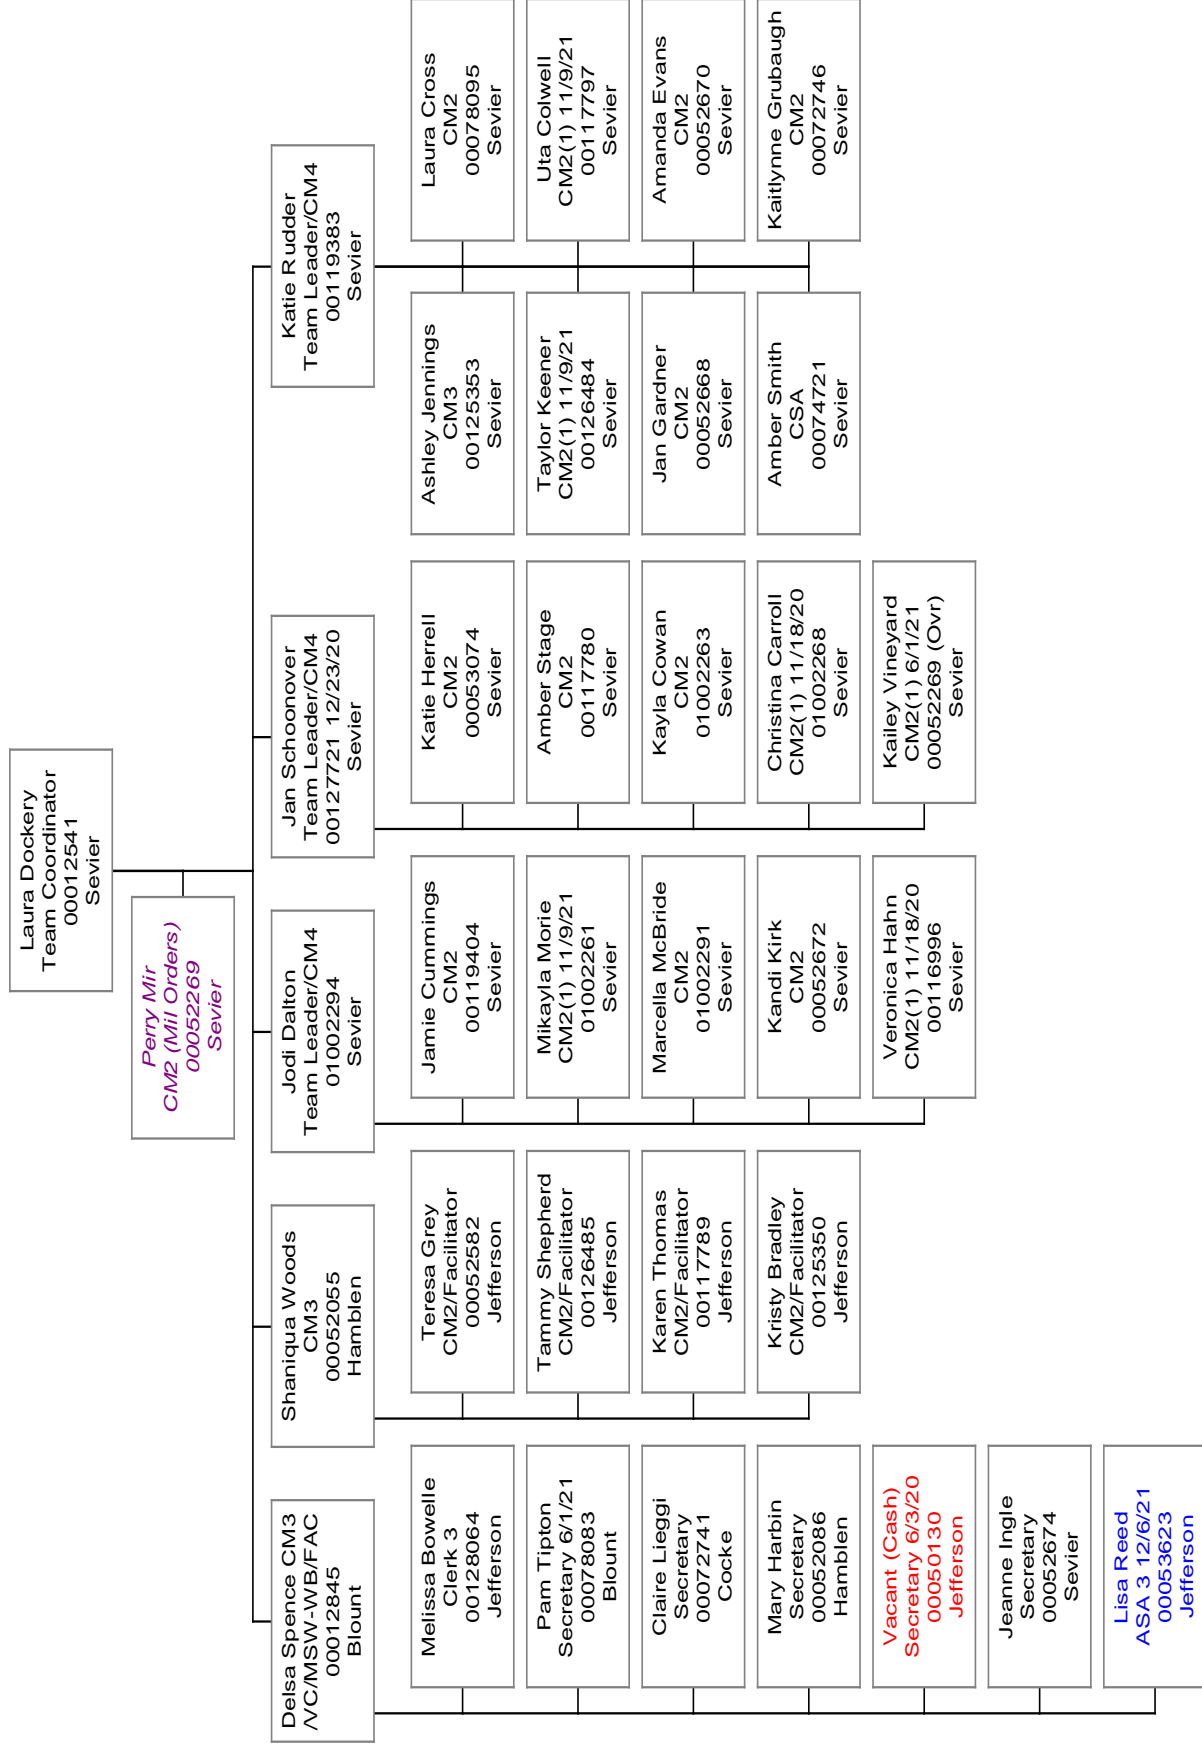 Laura Dockery
Team Coordinator
00012541
Sevier
Perry Mir
CM2 (Mil Orders)
00052269
Sevier
Delsa Spence CM3
/VC/MSW-WB/FAC
00012845
Blount
Shaniqua Woods
CM3
00052055
Hamblen
Jodi Dalton
Team Leader/CM4
01002294
Sevier
Jan Schoonover
Team Leader/CM4
00127721 12/23/20
Sevier
Katie Rudder
Team Leader/CM4
00119383
Sevier
Melissa Bowelle
Clerk 3
00128064
Jefferson
Pam Tipton
Secretary 6/1/21
00078083
Blount
Claire Lieggi
Secretary
00072741
Cocke
Mary Harbin
Secretary
00052086
Hamblen
Vacant (Cash)
Secretary 6/3/20
00050130
Jefferson
Jeanne Ingle
Secretary
00052674
Sevier
Lisa Reed
ASA 3 12/6/21
00053623
Jefferson
Teresa Grey
CM2/Facilitator
00052582
Jefferson
Tammy Shepherd
CM2/Facilitator
00126485
Jefferson
Karen Thomas
CM2/Facilitator
00117789
Jefferson
Kristy Bradley
CM2/Facilitator
00125350
Jefferson
Jamie Cummings
CM2
00119404
Sevier
Mikayla Morie
CM2(1) 11/9/21
01002261
Sevier
Marcella McBride
CM2
01002291
Sevier
Kandi Kirk
CM2
00052672
Sevier
Veronica Hahn
CM2(1) 11/18/20
00116996
Sevier
Katie Herrell
CM2
00053074
Sevier
Amber Stage
CM2
00117780
Sevier
Kayla Cowan
CM2
01002263
Sevier
Christina Carroll
CM2(1) 11/18/20
01002268
Sevier
Kailey Vineyard
CM2(1) 6/1/21
00052269 (Ovr)
Sevier
Ashley Jennings
CM3
00125353
Sevier
Laura Cross
CM2
00078095
Sevier
Taylor Keener
CM2(1) 11/9/21
00126484
Sevier
Uta Colwell
CM2(1) 11/9/21
00117797
Sevier
Jan Gardner
CM2
00052668
Sevier
Amanda Evans
CM2
00052670
Sevier
Amber Smith
CSA
00074721
Sevier
Kaitlynne Grubaugh
CM2
00072746
Sevier